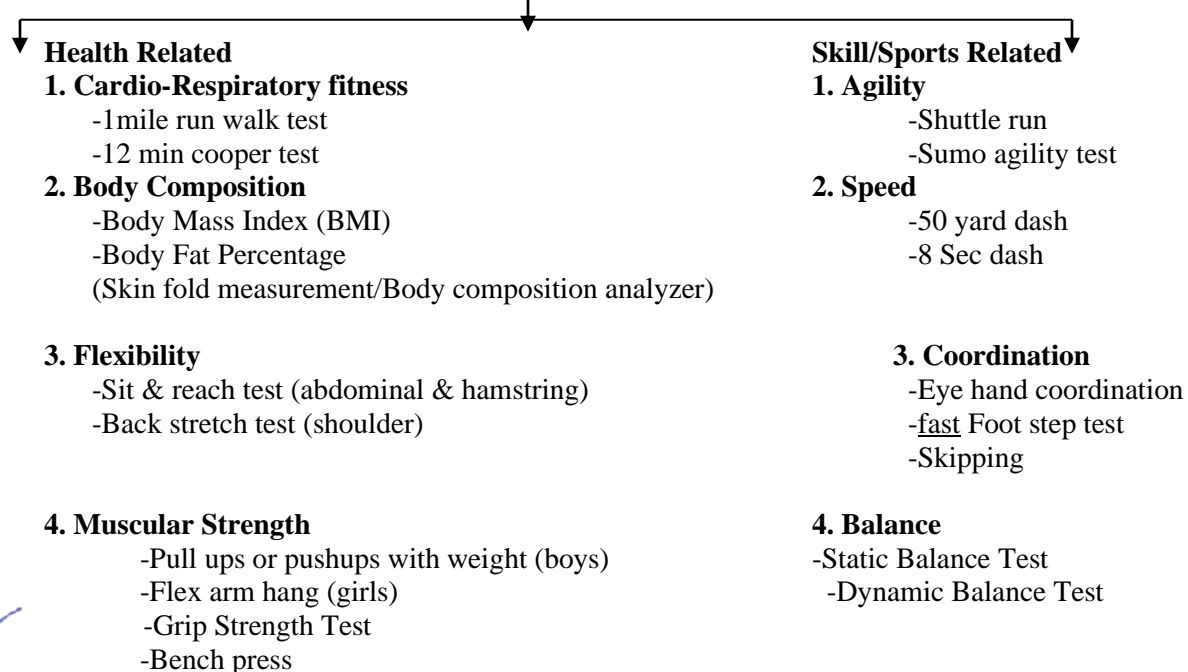 Health Related
1. Cardio-Respiratory fitness
-1mile run walk test
-12 min cooper test
2. Body Composition
-Body Mass Index (BMI)
-Body Fat Percentage
(Skin fold measurement/Body composition analyzer)
3. Flexibility
-Sit & reach test (abdominal & hamstring)
-Back stretch test (shoulder)
4. Muscular Strength
-Pull ups or pushups with weight (boys)
-Flex arm hang (girls)
-Grip Strength Test
-Bench press
Skill/Sports Related
1. Agility
-Shuttle run
-Sumo agility test
2. Speed
-50 yard dash
-8 Sec dash
3. Coordination
-Eye hand coordination
-fast Foot step test
-Skipping
4. Balance
-Static Balance Test
-Dynamic Balance Test